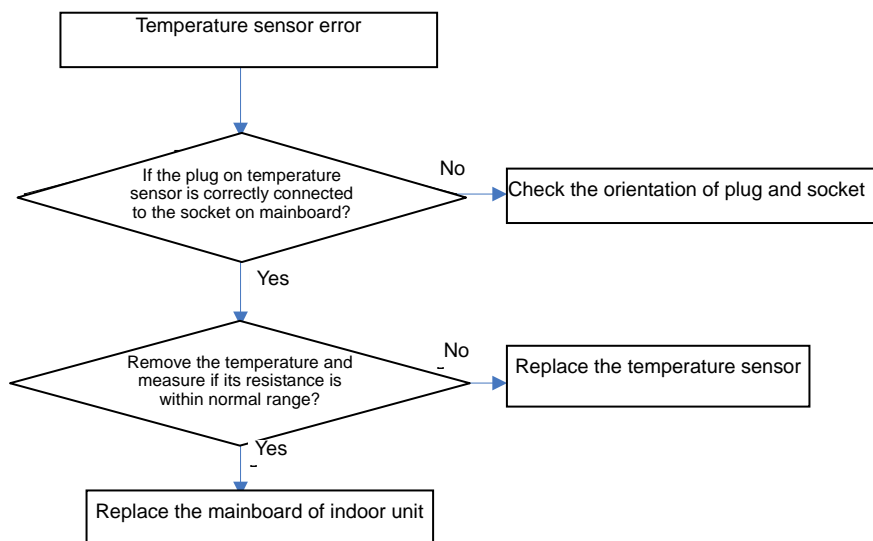 Temperature sensor error
If the plug on temperature
sensor is correctly connected
to the socket on mainboard?
No
Check the orientation of plug and socket
Yes
Remove the temperature and
measure if its resistance is
within normal range?
No
Replace the temperature sensor
Yes
Replace the mainboard of indoor unit